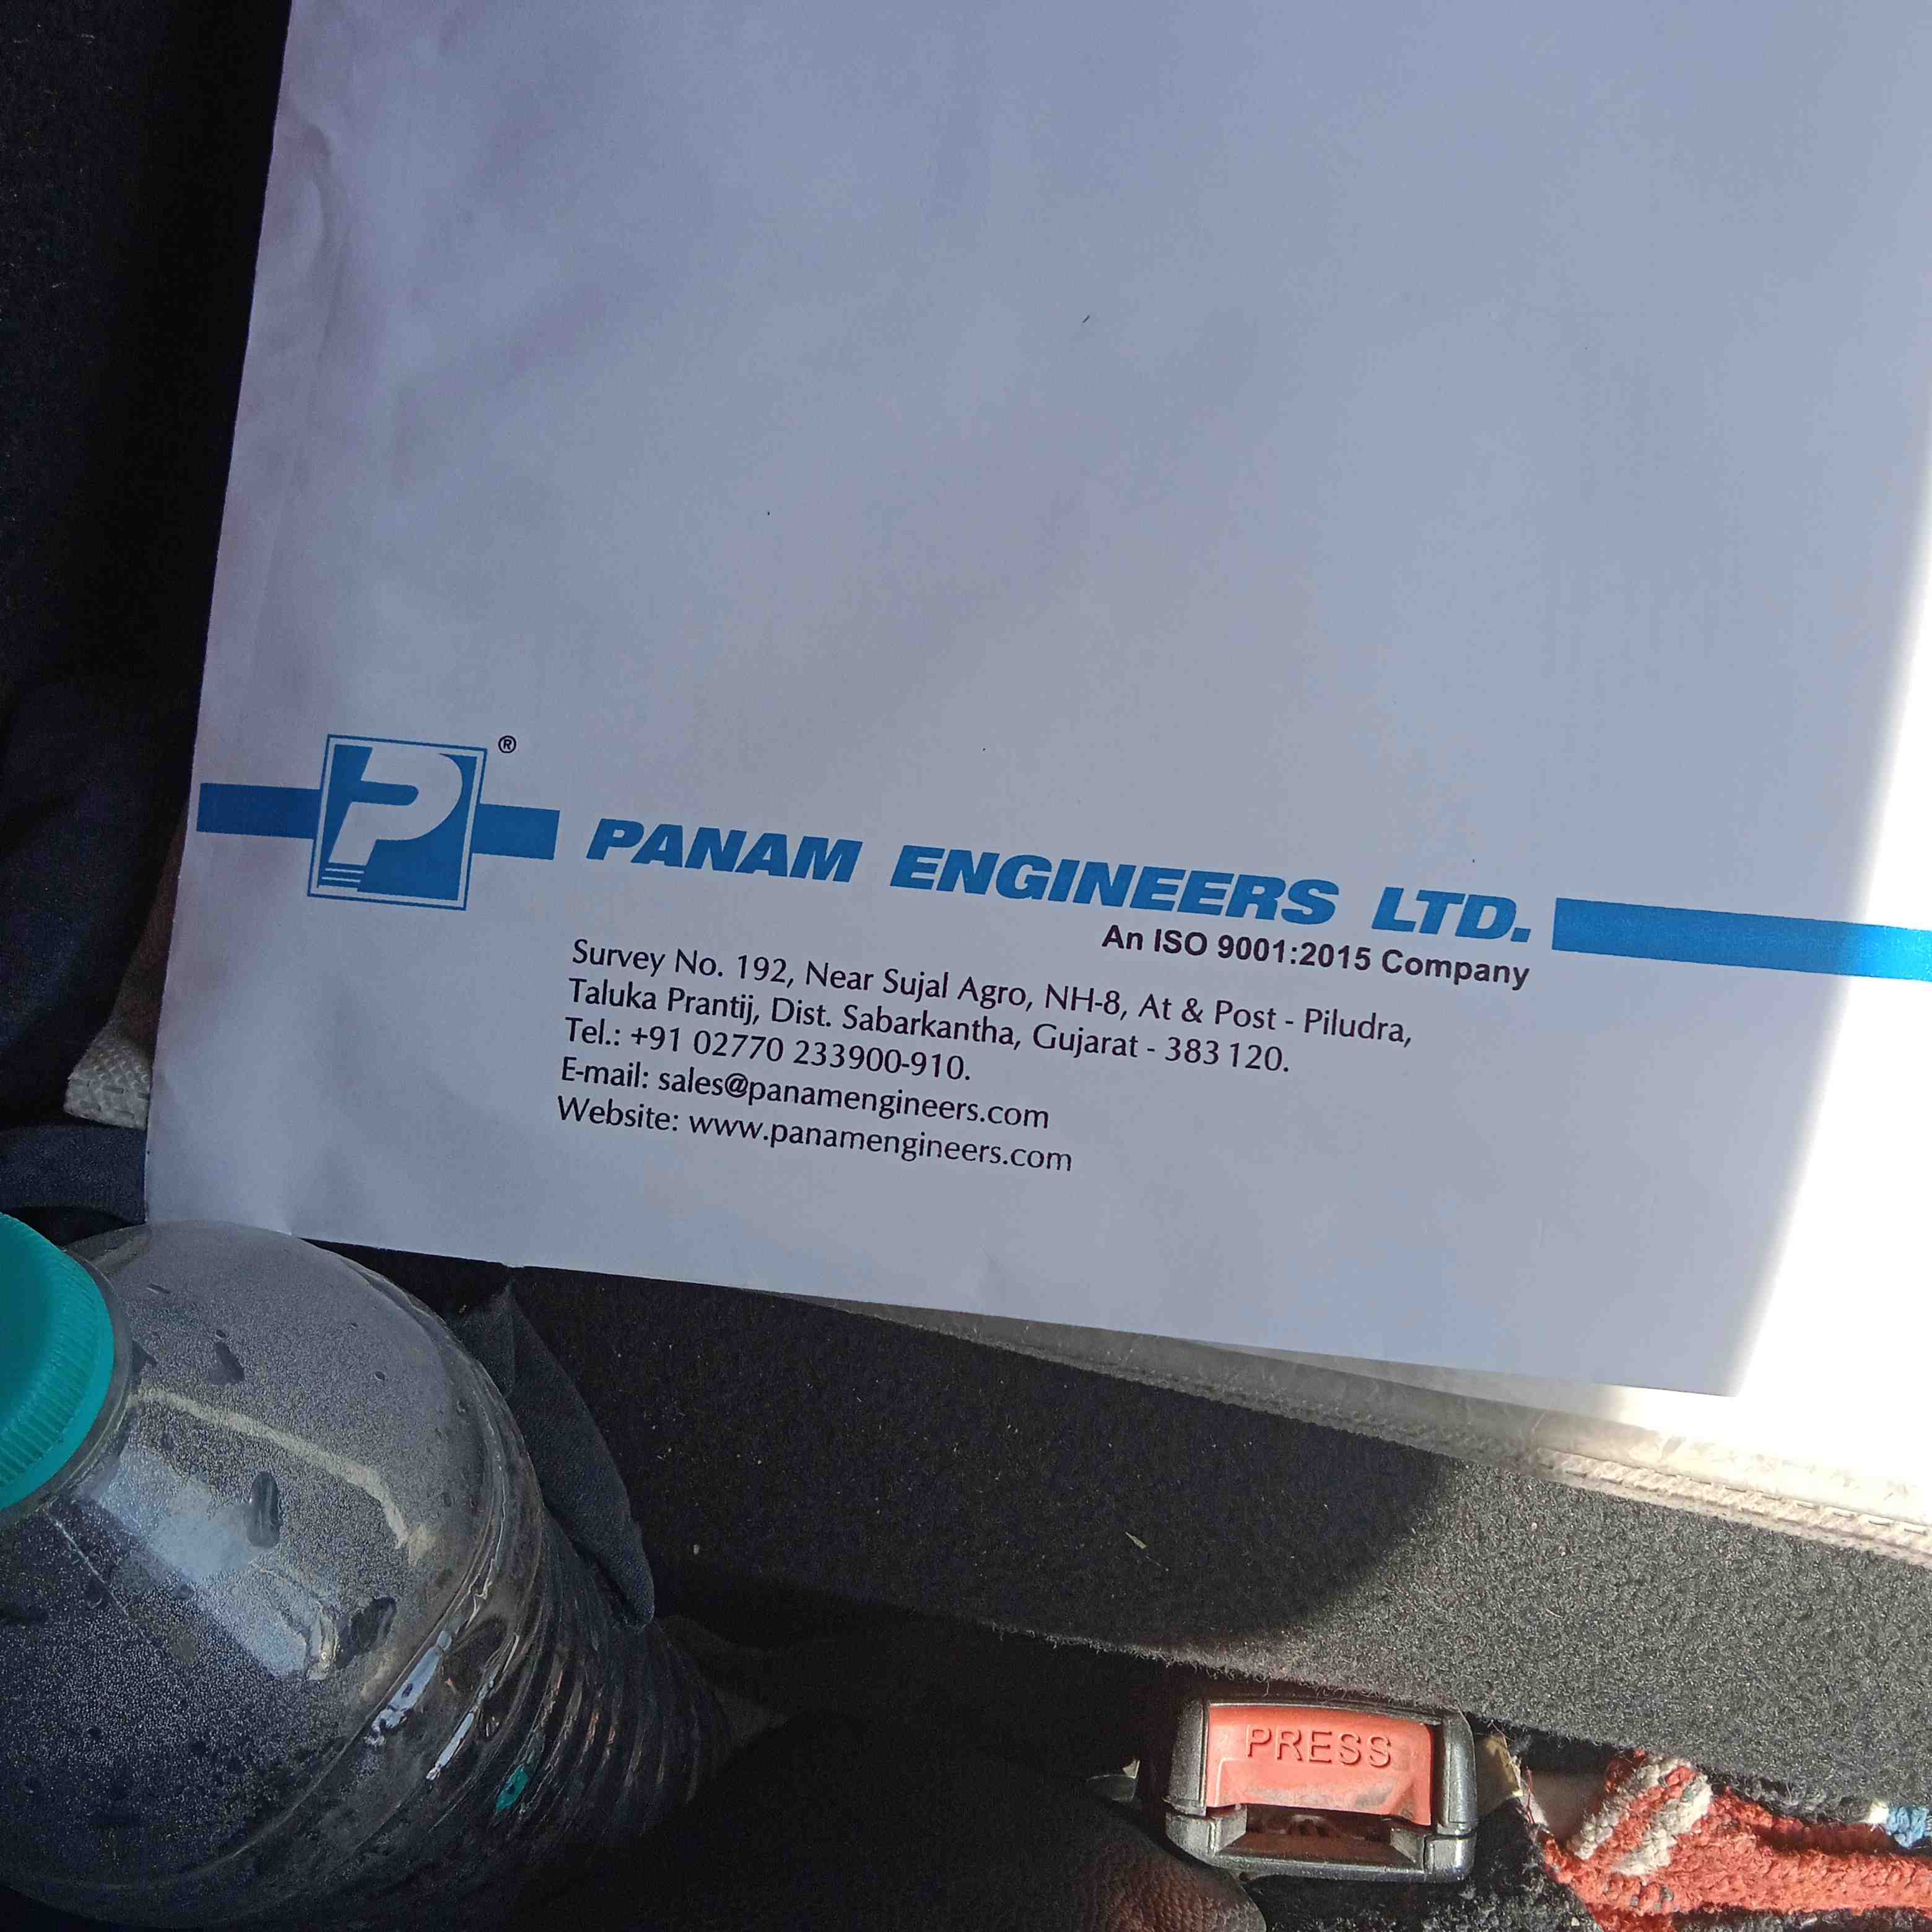 P®
PANAM ENGINEERS LTD.
An ISO 9001:2015 Company
Survey No. 192, Near Sujal Agro, NH-8, At & Post - Piludra,
Taluka Prantij, Dist. Sabarkantha, Gujarat - 383 120.
Tel.: +91 02770 233900-910.
E-mail: sales@panamengineers.com
Website: www.panamengineers.com
PRESS